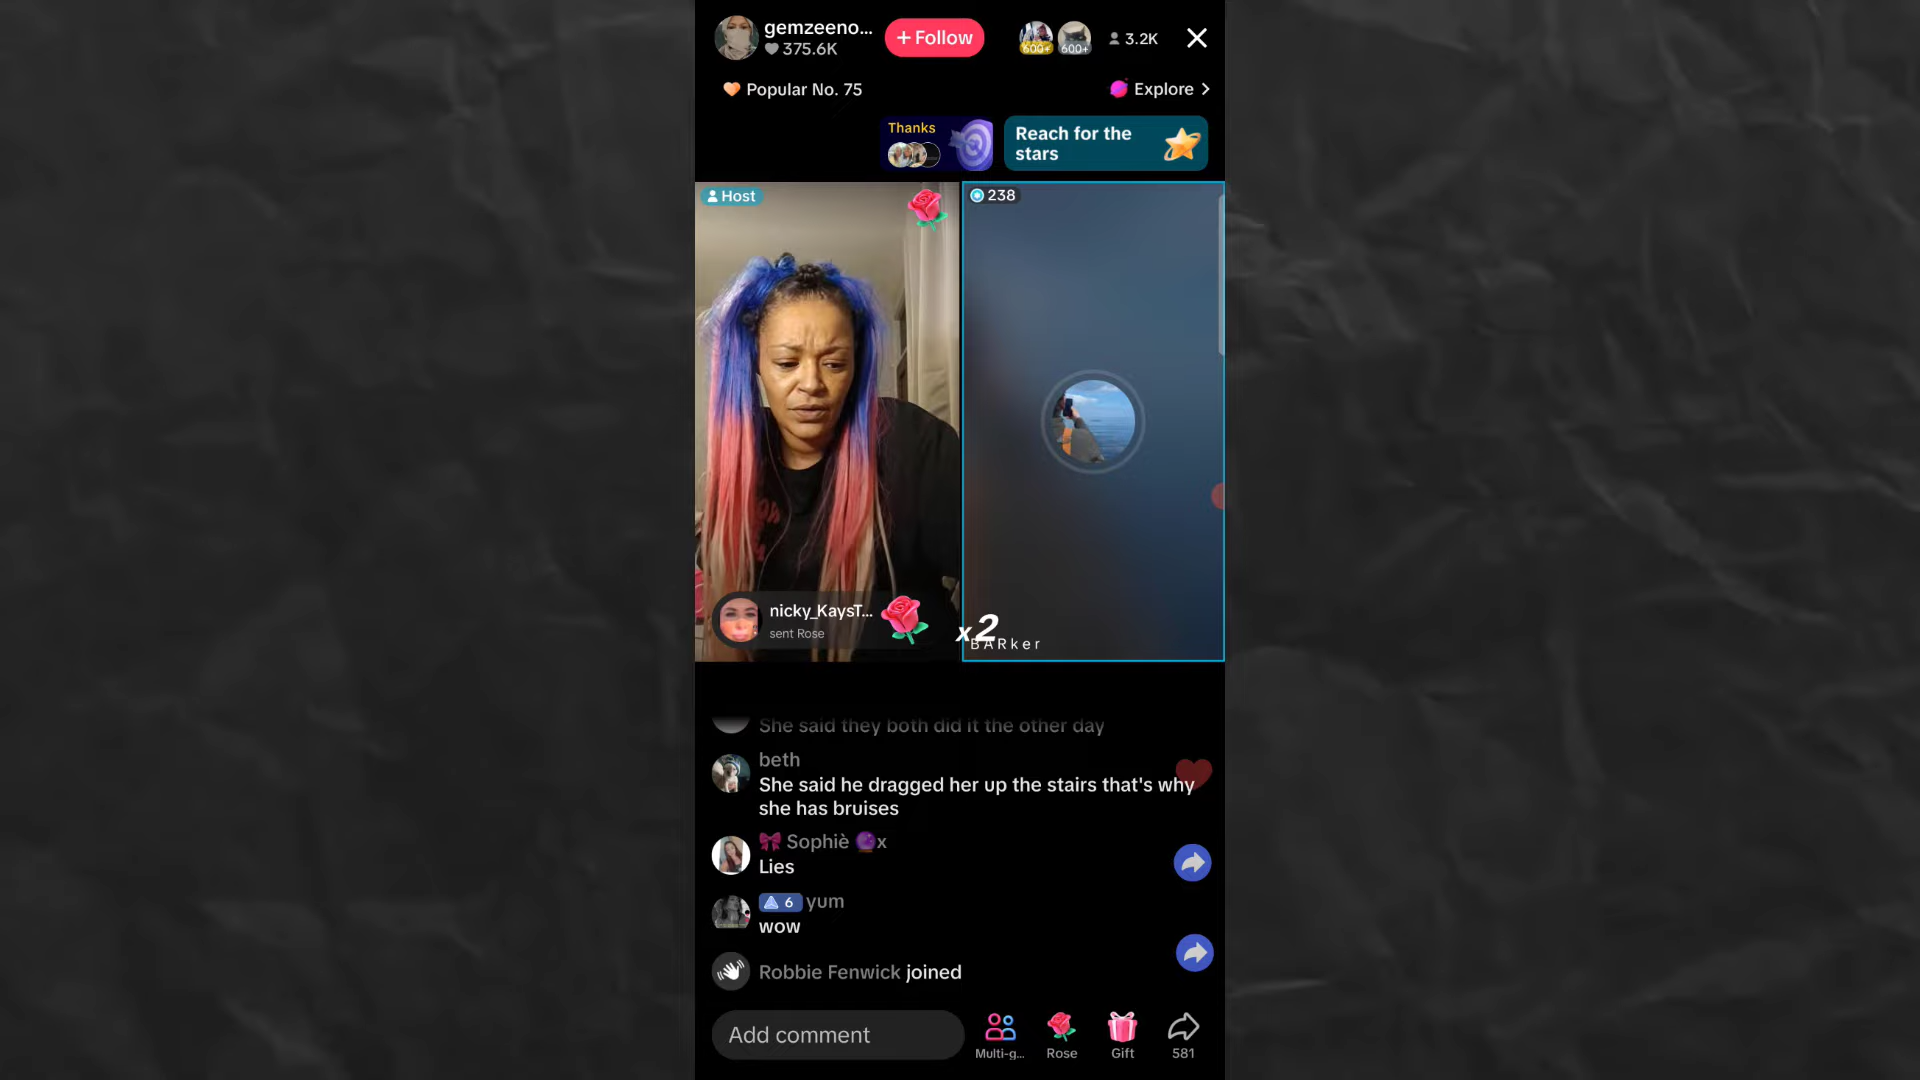 gemzeeno...
375.6K
+ Follow
600+
600+
3.2K
Popular No. 75
Explore >
Thanks
Reach for the
stars
Host
238
nicky_KaysT...
sent Rose
x2
BARker
She said they both did it the other day
beth
She said he dragged her up the stairs that's why
she has bruises
Sophiè x
Lies
6 yum
wow
Robbie Fenwick joined
Add comment
Multi-g...
Rose
Gift
581